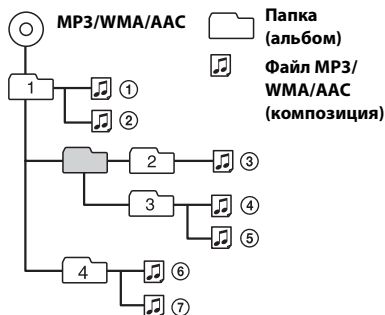 MP3/WMA/AAC
Папка
(альбом)
Файл MP3/
WMA/AAC
(композиция)
1
①
②
2
③
3
④
⑤
4
⑥
⑦